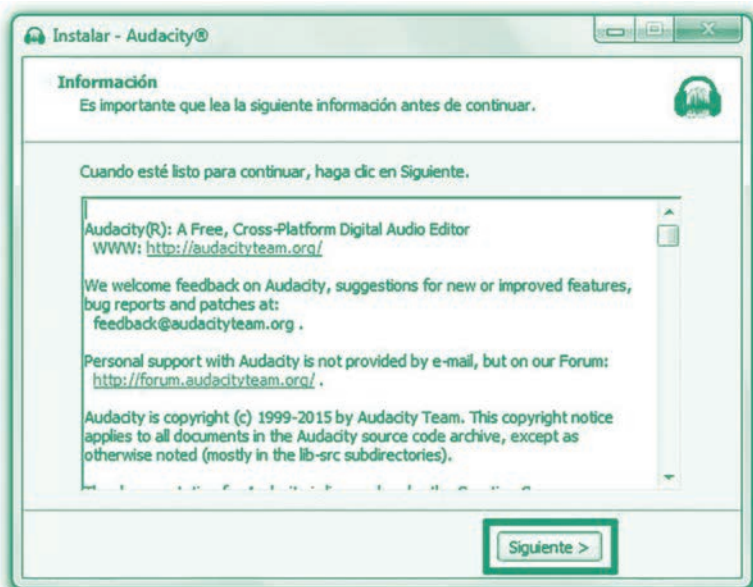 Instalar - Audacity®
Información
Es importante que lea la siguiente información antes de continuar.
Cuando esté listo para continuar, haga clic en Siguiente.
Audacity(R): A Free, Cross-Platform Digital Audio Editor
WWW: http://audacityteam.org/
We welcome feedback on Audacity, suggestions for new or improved features,
bug reports and patches at:
feedback@audacityteam.org .
Personal support with Audacity is not provided by e-mail, but on our Forum:
http://forum.audacityteam.org/ .
Audacity is copyright (c) 1999-2015 by Audacity Team. This copyright notice
applies to all documents in the Audacity source code archive, except as
otherwise noted (mostly in the lib-src subdirectories).
Siguiente >